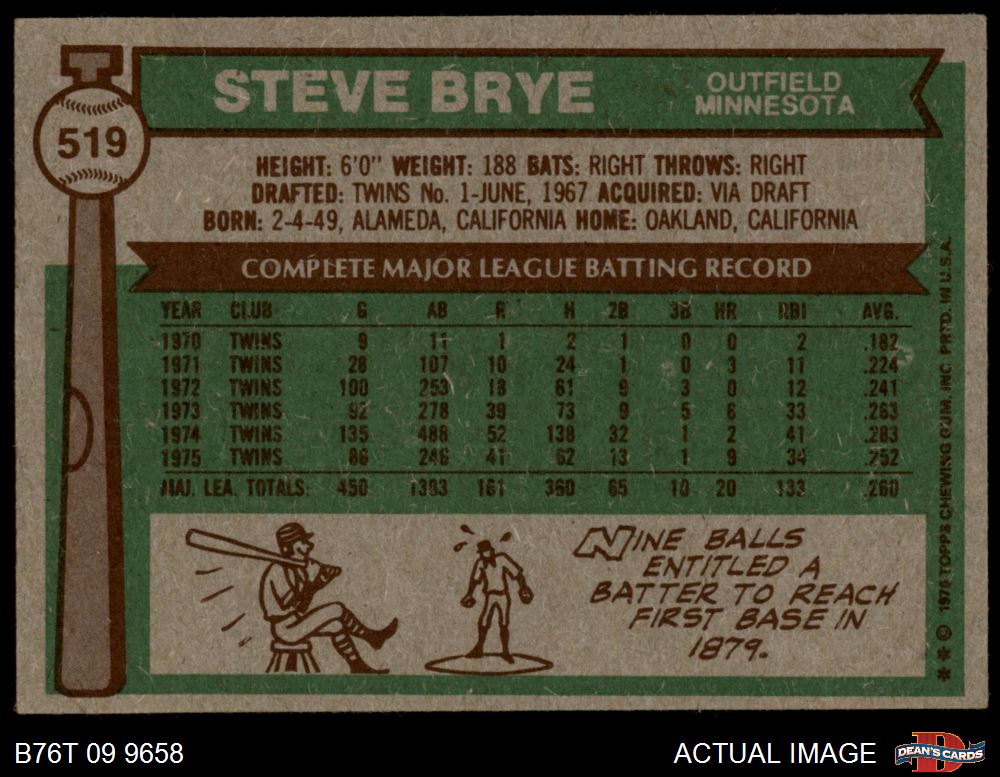 STEVE BRYE
OUTFIELD
MINNESOTA
519
HEIGHT: 6'0" WEIGHT: 188 BATS: RIGHT THROWS: RIGHT
DRAFTED: TWINS No. 1-JUNE, 1967 ACQUIRED: VIA DRAFT
BORN: 2-4-49, ALAMEDA, CALIFORNIA HOME: OAKLAND, CALIFORNIA
COMPLETE MAJOR LEAGUE BATTING RECORD
YEAR CLUB G AB R H 2B 3B HR RBI AVG.
1970 TWINS 9 11 1 2 1 0 0 2 .182
1971 TWINS 28 107 10 24 1 0 3 11 .224
1972 TWINS 100 253 18 61 9 3 0 12 .241
1973 TWINS 92 278 39 73 9 5 6 33 .263
1974 TWINS 135 488 52 138 32 1 2 41 .283
1975 TWINS 86 246 41 62 13 1 9 34 .252
MAJ. LEA. TOTALS: 450 1383 161 360 65 10 20 133 .260
NINE BALLS
ENTITLED A
BATTER TO REACH
FIRST BASE IN
1879.
** © 1976 TOPPS CHEWING GUM, INC. PRTD. IN U.S.A.
B76T 09 9658
ACTUAL IMAGE
DEAN'S CARDS